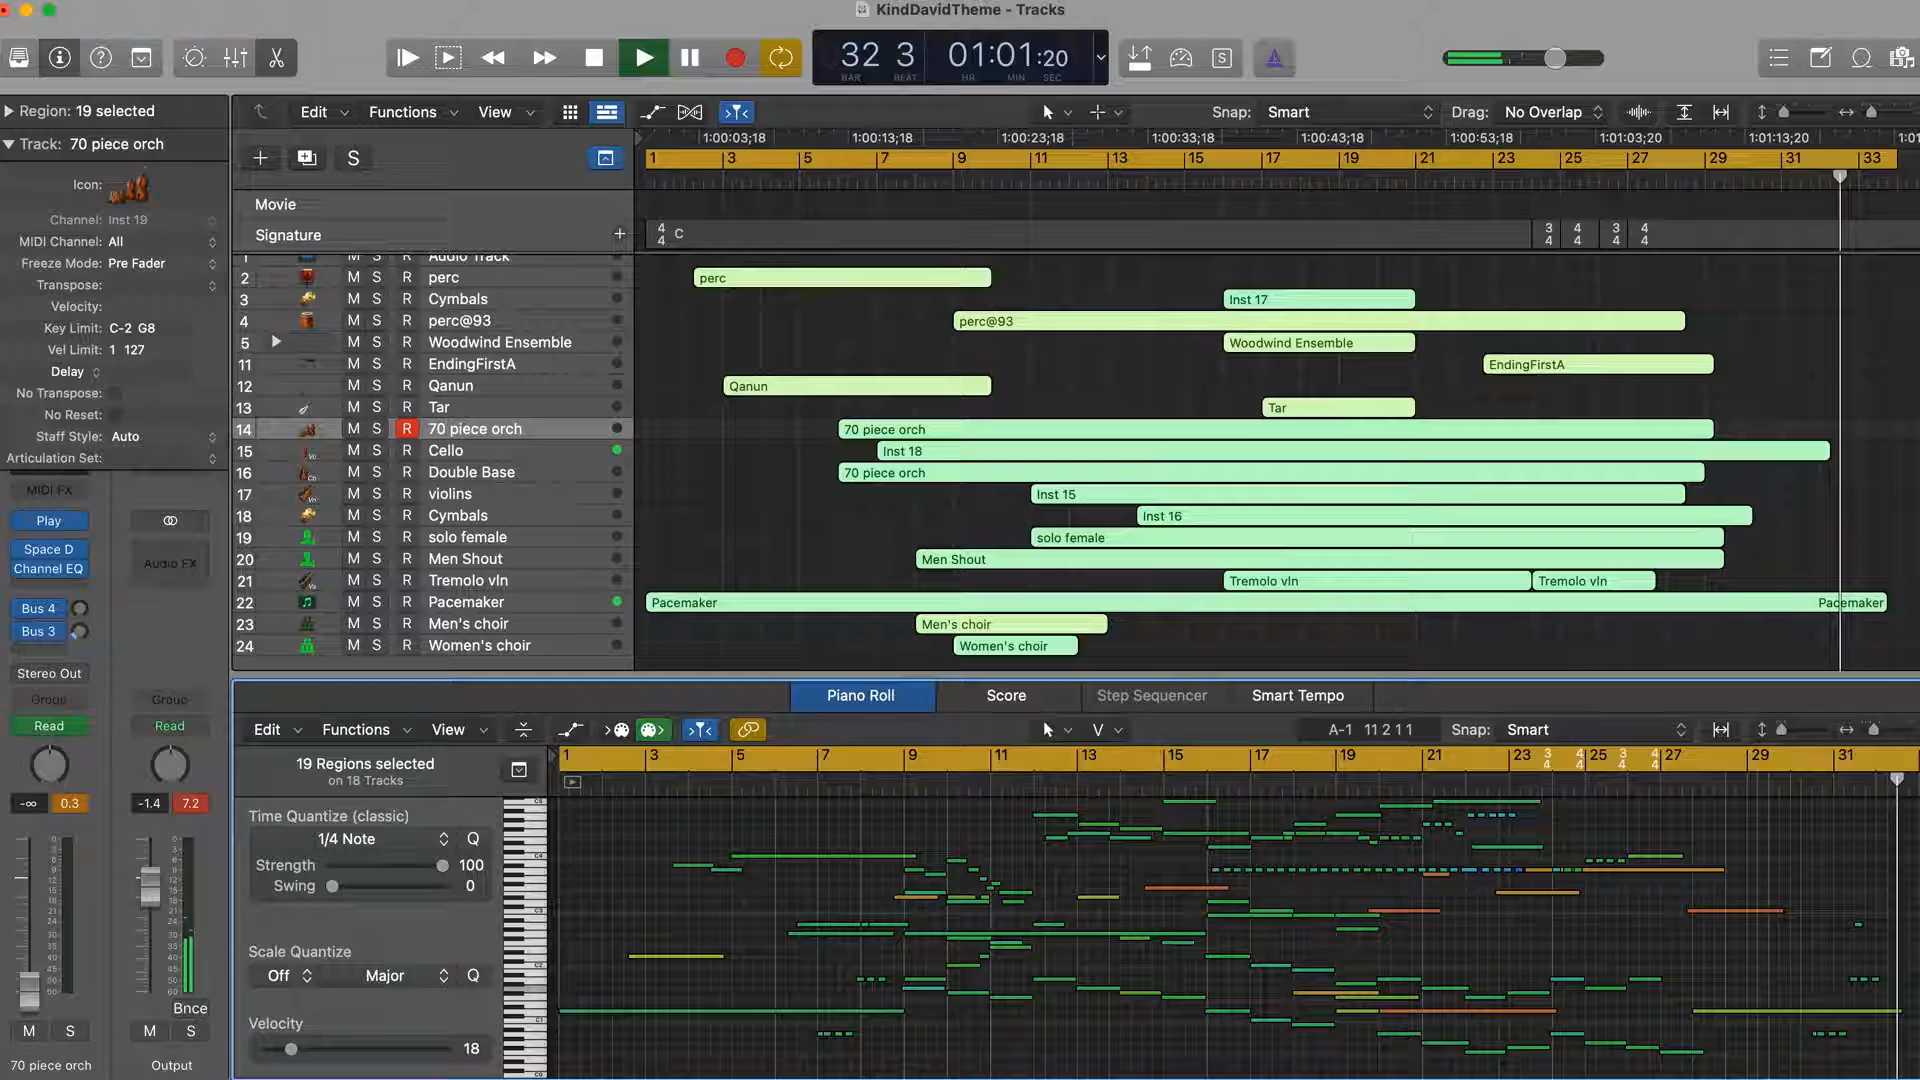 KindDavidTheme - Tracks
32 3 01:01:20
BAR BEAT HR MIN SEC
Region: 19 selected
Edit Functions View Snap: Smart Drag: No Overlap
Track: 70 piece orch
1:00:03;18 1:00:13;18 1:00:23;18 1:00:33;18 1:00:43;18 1:00:53;18 1:01:03;20 1:01:13;20
1 3 5 7 9 11 13 15 17 19 21 23 25 27 29 31 33
S
Icon:
Channel: Inst 19
MIDI Channel: All
Freeze Mode: Pre Fader
Transpose:
Velocity:
Key Limit: C-2 G8
Vel Limit: 1 127
Delay
No Transpose:
No Reset:
Staff Style: Auto
Articulation Set:
Movie
Signature + 4/4 C 3/4 4/4 3/4 4/4
1 M S R Audio Track
2 M S R perc perc
3 M S R Cymbals Inst 17
4 M S R perc@93 perc@93
5 M S R Woodwind Ensemble Woodwind Ensemble
11 M S R EndingFirstA EndingFirstA
12 M S R Qanun Qanun
13 M S R Tar Tar
14 M S R 70 piece orch 70 piece orch
15 M S R Cello Inst 18
16 M S R Double Base 70 piece orch
17 M S R violins Inst 15
18 M S R Cymbals Inst 16
19 M S R solo female solo female
20 M S R Men Shout Men Shout
21 M S R Tremolo vln Tremolo vln Tremolo vln
22 M S R Pacemaker Pacemaker Pacemaker
23 M S R Men's choir Men's choir
24 M S R Women's choir Women's choir
MIDI FX
Play
Space D
Channel EQ Audio FX
Bus 4
Bus 3
Stereo Out
Group Group
Read Read
-∞ 0.3 -1.4 7.2
Bnce
M S M S
70 piece orch Output
Piano Roll Score Step Sequencer Smart Tempo
Edit Functions View V A-1 11 2 1 1 Snap: Smart
1 3 5 7 9 11 13 15 17 19 21 23 3/4 4/4 25 3/4 4/4 27 29 31
19 Regions selected
on 18 Tracks
Time Quantize (classic)
1/4 Note Q
Strength 100
Swing 0
Scale Quantize
Off Major Q
Velocity
18